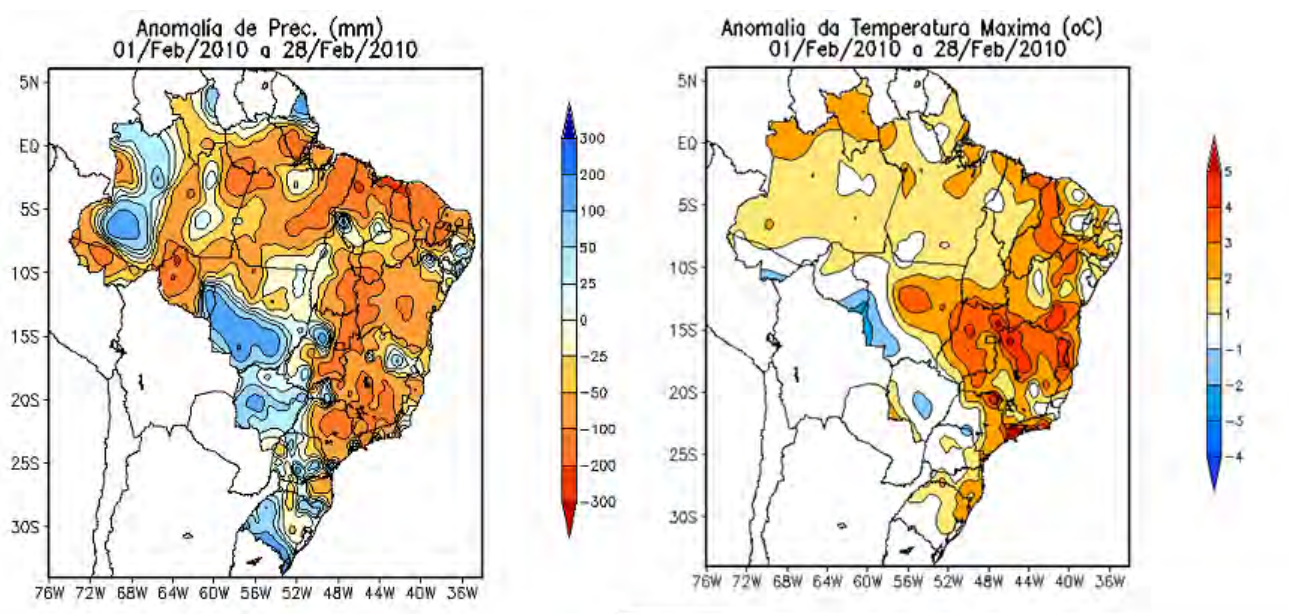 Anomalía de Prec. (mm)
01/Feb/2010 a 28/Feb/2010
5N
EQ
5S
10S
15S
20S
25S
30S
76W 72W 68W 64W 60W 56W 52W 48W 44W 40W 36W
300
200
100
50
25
0
-25
-50
-100
-200
-300
Anomalia da Temperatura Maxima (oC)
01/Feb/2010 a 28/Feb/2010
5N
EQ
5S
10S
15S
20S
25S
30S
76W 72W 68W 64W 60W 56W 52W 48W 44W 40W 36W
5
4
3
2
1
-1
-2
-3
-4